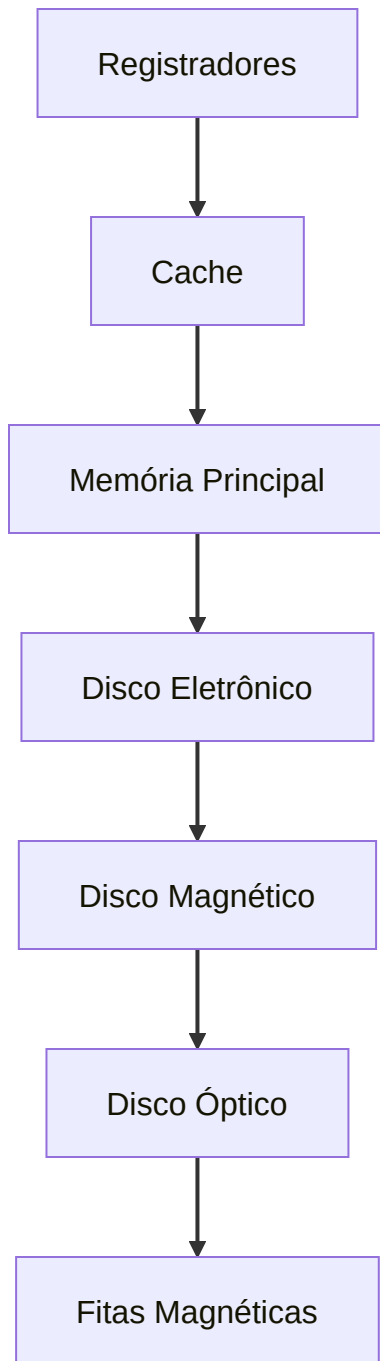 Registradores
Cache
Memória Principal
Disco Eletrônico
Disco Magnético
Disco Óptico
Fitas Magnéticas